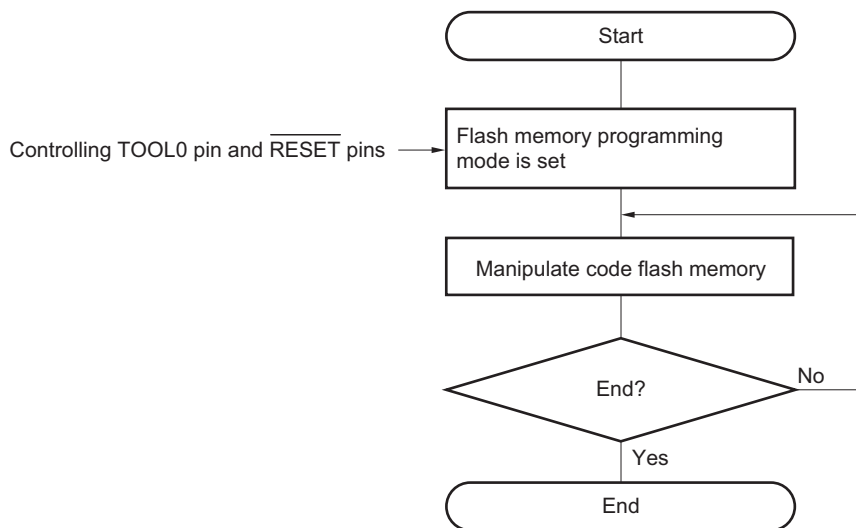 Start
Controlling TOOL0 pin and RESET pins
Flash memory programming
mode is set
Manipulate code flash memory
End?
No
Yes
End